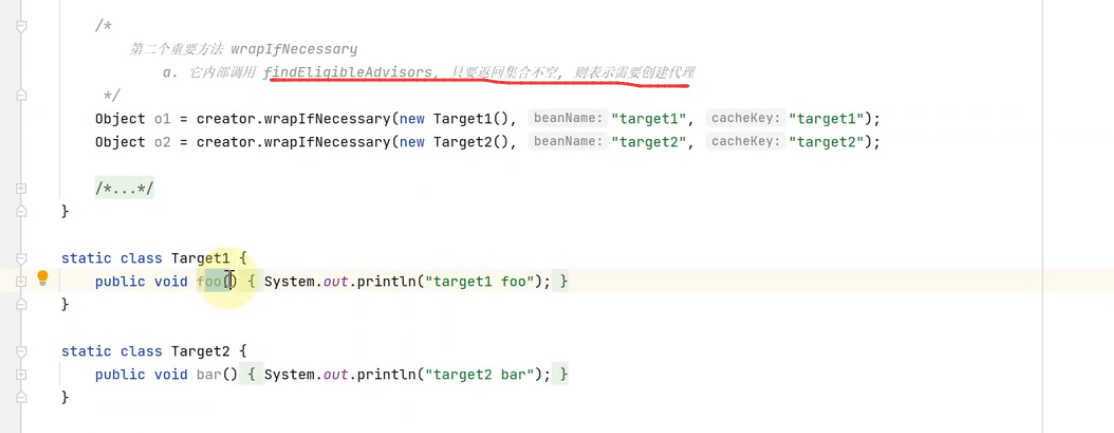 /*
第二个重要方法 wrapIfNecessary
a. 它内部调用 findEligibleAdvisors, 只要返回集合不空, 则表示需要创建代理
*/
Object o1 = creator.wrapIfNecessary(new Target1(), beanName: "target1", cacheKey: "target1");
Object o2 = creator.wrapIfNecessary(new Target2(), beanName: "target2", cacheKey: "target2");
/*...*/
}
static class Target1 {
public void foo() { System.out.println("target1 foo"); }
}
static class Target2 {
public void bar() { System.out.println("target2 bar"); }
}